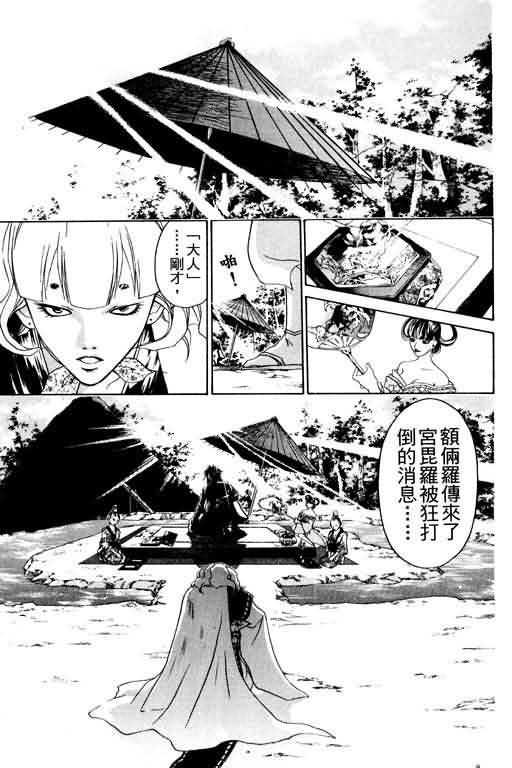 啪！
「大人」
……剛才，
額倆羅傳來了
宮毘羅被狂打
倒的消息……